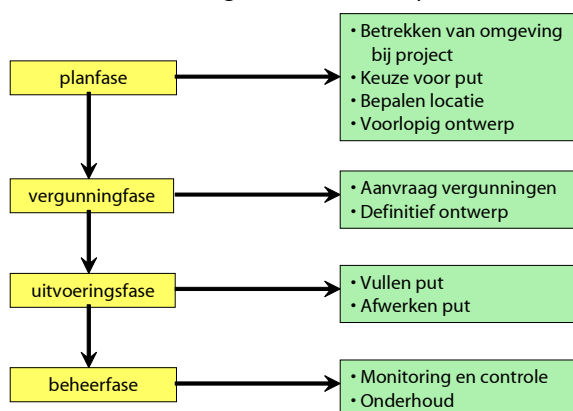 planfase
• Betrekken van omgeving
bij project
• Keuze voor put
• Bepalen locatie
• Voorlopig ontwerp
vergunningfase
• Aanvraag vergunningen
• Definitief ontwerp
uitvoeringsfase
• Vullen put
• Afwerken put
beheerfase
• Monitoring en controle
• Onderhoud